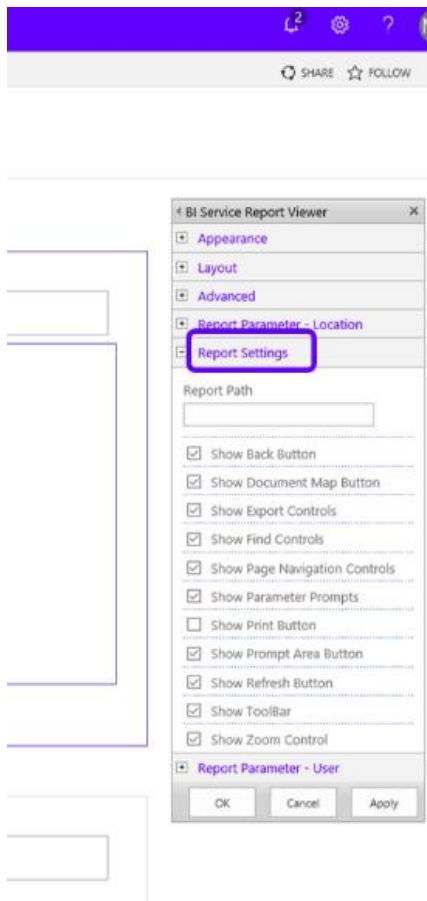 2
?
SHARE FOLLOW
BI Service Report Viewer
Appearance
Layout
Advanced
Report Parameter - Location
Report Settings
Report Path
Show Back Button
Show Document Map Button
Show Export Controls
Show Find Controls
Show Page Navigation Controls
Show Parameter Prompts
Show Print Button
Show Prompt Area Button
Show Refresh Button
Show ToolBar
Show Zoom Control
Report Parameter - User
OK Cancel Apply